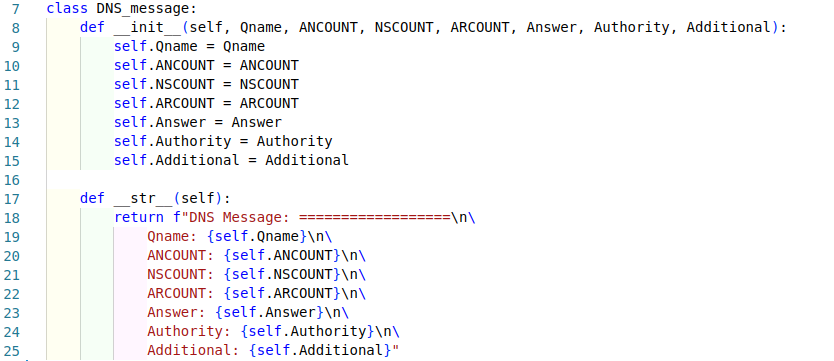 7 class DNS_message:
8     def __init__(self, Qname, ANCOUNT, NSCOUNT, ARCOUNT, Answer, Authority, Additional):
9         self.Qname = Qname
10         self.ANCOUNT = ANCOUNT
11         self.NSCOUNT = NSCOUNT
12         self.ARCOUNT = ARCOUNT
13         self.Answer = Answer
14         self.Authority = Authority
15         self.Additional = Additional
16
17     def __str__(self):
18         return f"DNS Message: ==================\n\
19             Qname: {self.Qname}\n\
20             ANCOUNT: {self.ANCOUNT}\n\
21             NSCOUNT: {self.NSCOUNT}\n\
22             ARCOUNT: {self.ARCOUNT}\n\
23             Answer: {self.Answer}\n\
24             Authority: {self.Authority}\n\
25             Additional: {self.Additional}"